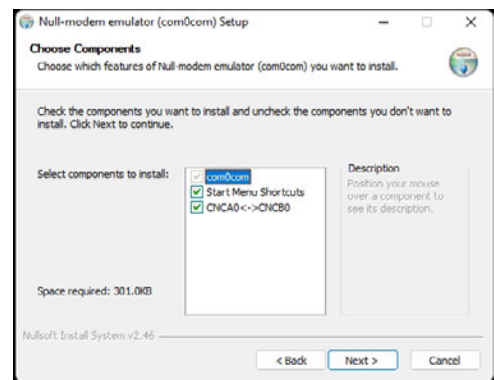 Null-modem emulator (com0com) Setup
Choose Components
Choose which features of Null-modem emulator (com0com) you want to install.
Check the components you want to install and uncheck the components you don't want to
install. Click Next to continue.
Select components to install:
com0com
Start Menu Shortcuts
CNCA0<->CNCB0
Description
Position your mouse
over a component to
see its description.
Space required: 301.0KB
Nullsoft Install System v2.46
< Back
Next >
Cancel